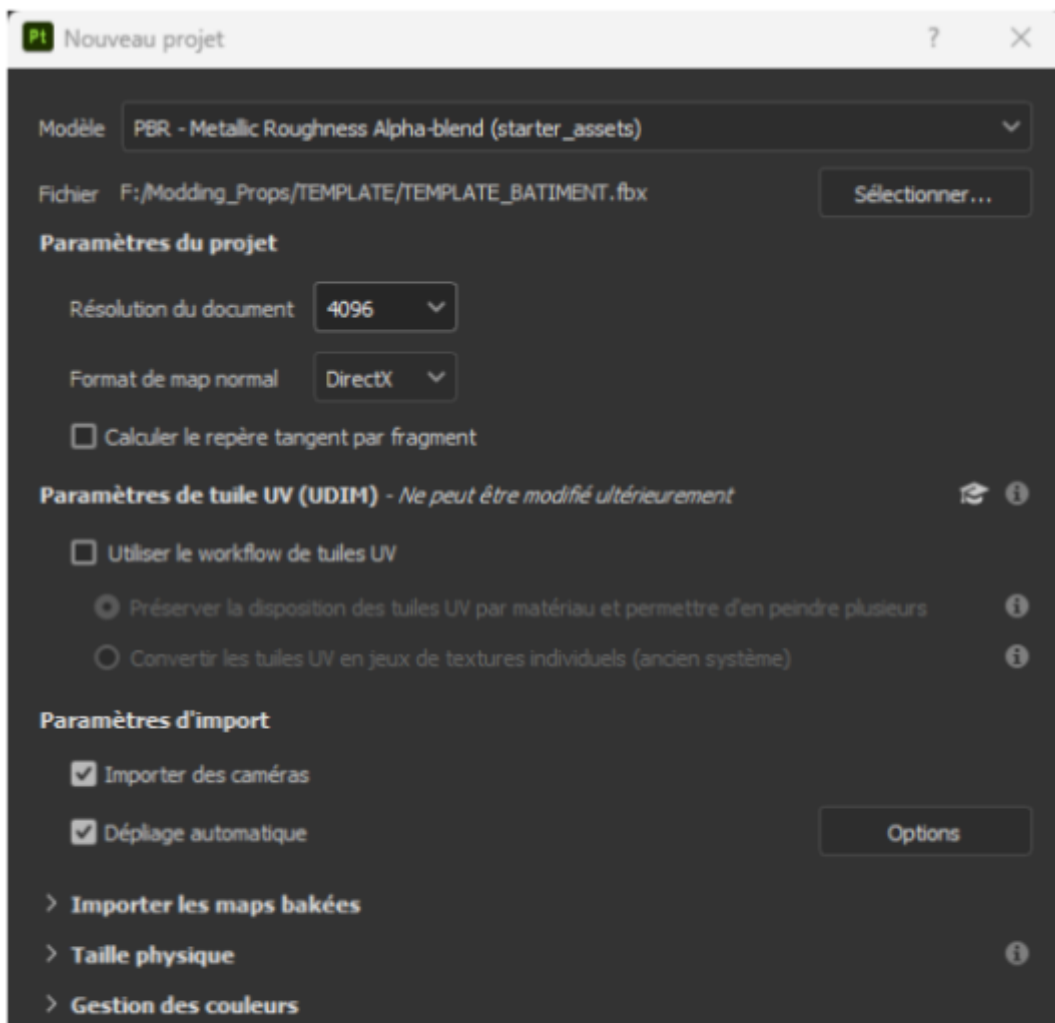 Pt Nouveau projet ? ×
Modèle PBR - Metallic Roughness Alpha-blend (starter_assets)
Fichier F:/Modding_Props/TEMPLATE/TEMPLATE_BATIMENT.fbx Sélectionner...
Paramètres du projet
Résolution du document 4096
Format de map normal DirectX
Calculer le repère tangent par fragment
Paramètres de tuile UV (UDIM) - Ne peut être modifié ultérieurement
Utiliser le workflow de tuiles UV
Préserver la disposition des tuiles UV par matériau et permettre d'en peindre plusieurs
Convertir les tuiles UV en jeux de textures individuels (ancien système)
Paramètres d'import
Importer des caméras
Dépliage automatique Options
Importer les maps bakées
Taille physique
Gestion des couleurs